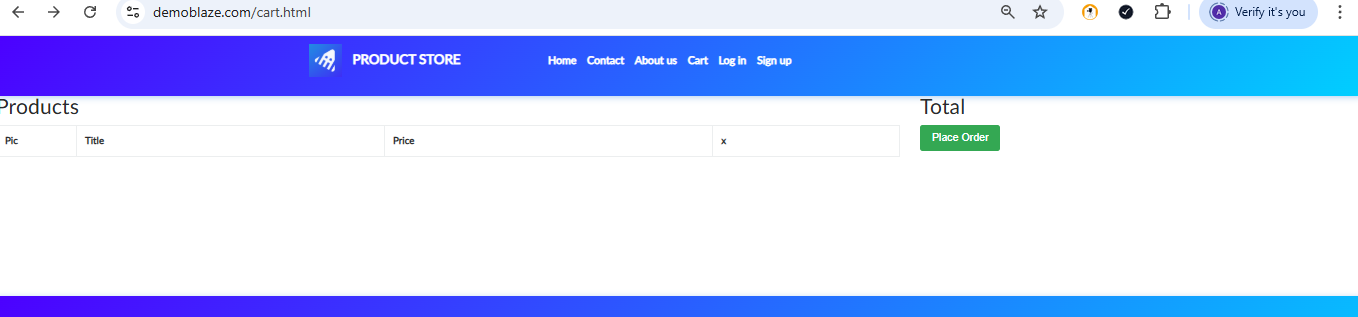 demoblaze.com/cart.html Verify it's you
PRODUCT STORE Home Contact About us Cart Log in Sign up
Products Total
Pic Title Price x
Place Order